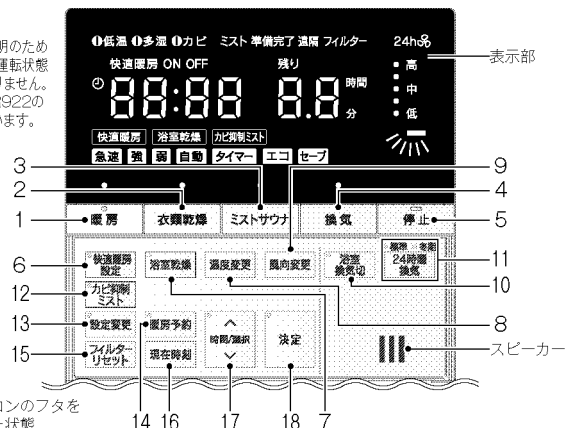 明のため
運転状態
りません。
2922の
います。
❶低温 ❶多湿 ❶カビ ミスト 準備完了 遠隔 フィルター 24h
快適暖房 ON OFF 残り
88:88 8.8 時間 分
高
中
低
快適暖房 浴室乾燥 カビ抑制ミスト
急速 強 弱 自動 タイマー エコ セーブ
表示部
3 9
2 4
1 暖房 衣類乾燥 ミストサウナ 換気 停止 5
6 快適暖房設定 浴室乾燥 温度変更 風向変更 浴室換気切 24時間換気 11
10
12 カビ抑制ミスト
8
13 設定変更 暖房予約 時間/選択 決定
15 フィルターリセット 現在時刻 スピーカー
14 16 17 18 7
コンのフタを
た状態